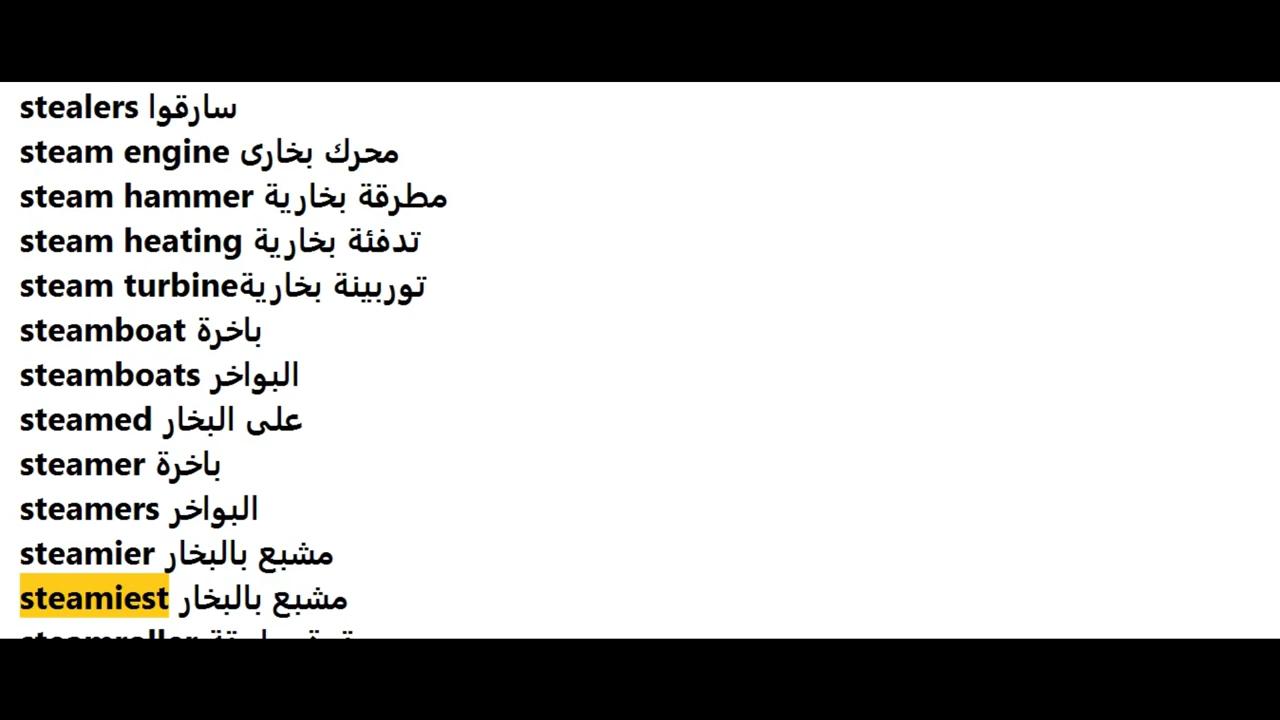 stealers سارقوا
steam engine محرك بخارى
steam hammer مطرقة بخارية
steam heating تدفئة بخارية
steam turbineتوربينة بخارية
steamboat باخرة
steamboats البواخر
steamed على البخار
steamer باخرة
steamers البواخر
steamier مشبع بالبخار
steamiest مشبع بالبخار
steamroller